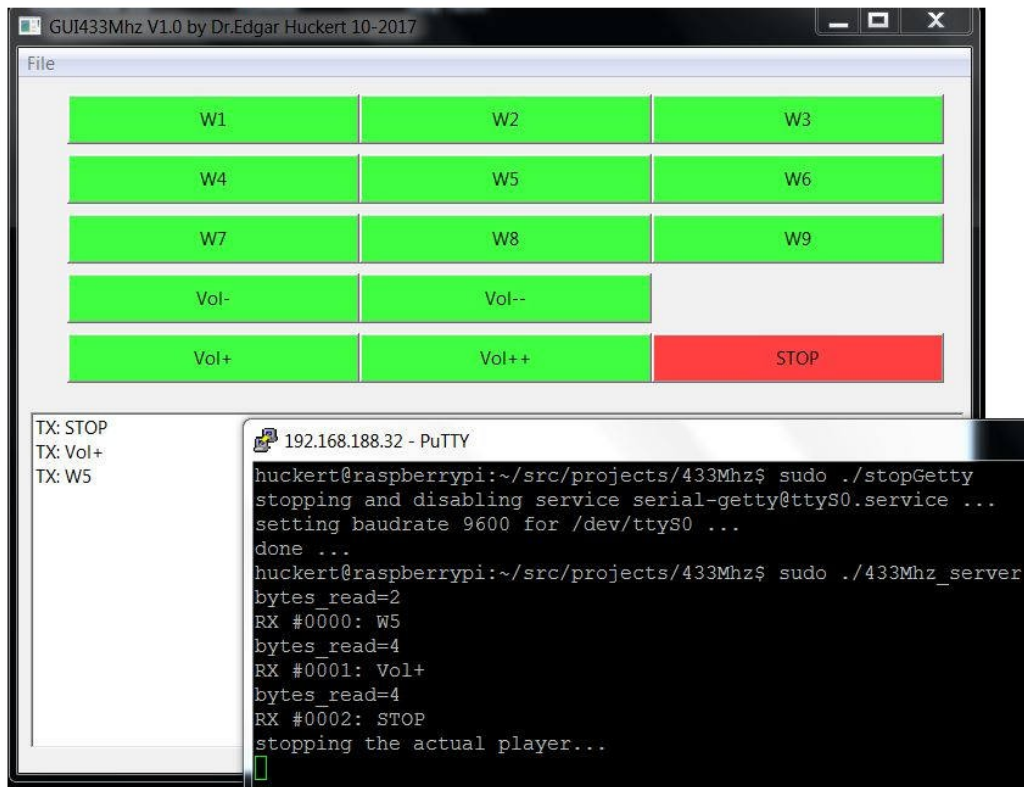 GUI433Mhz V1.0 by Dr.Edgar Huckert 10-2017
File
W1 W2 W3
W4 W5 W6
W7 W8 W9
Vol- Vol--
Vol+ Vol++ STOP
TX: STOP
TX: Vol+
TX: W5
192.168.188.32 - PuTTY
huckert@raspberrypi:~/src/projects/433Mhz$ sudo ./stopGetty
stopping and disabling service serial-getty@ttyS0.service ...
setting baudrate 9600 for /dev/ttyS0 ...
done ...
huckert@raspberrypi:~/src/projects/433Mhz$ sudo ./433Mhz_server
bytes_read=2
RX #0000: W5
bytes_read=4
RX #0001: Vol+
bytes_read=4
RX #0002: STOP
stopping the actual player...